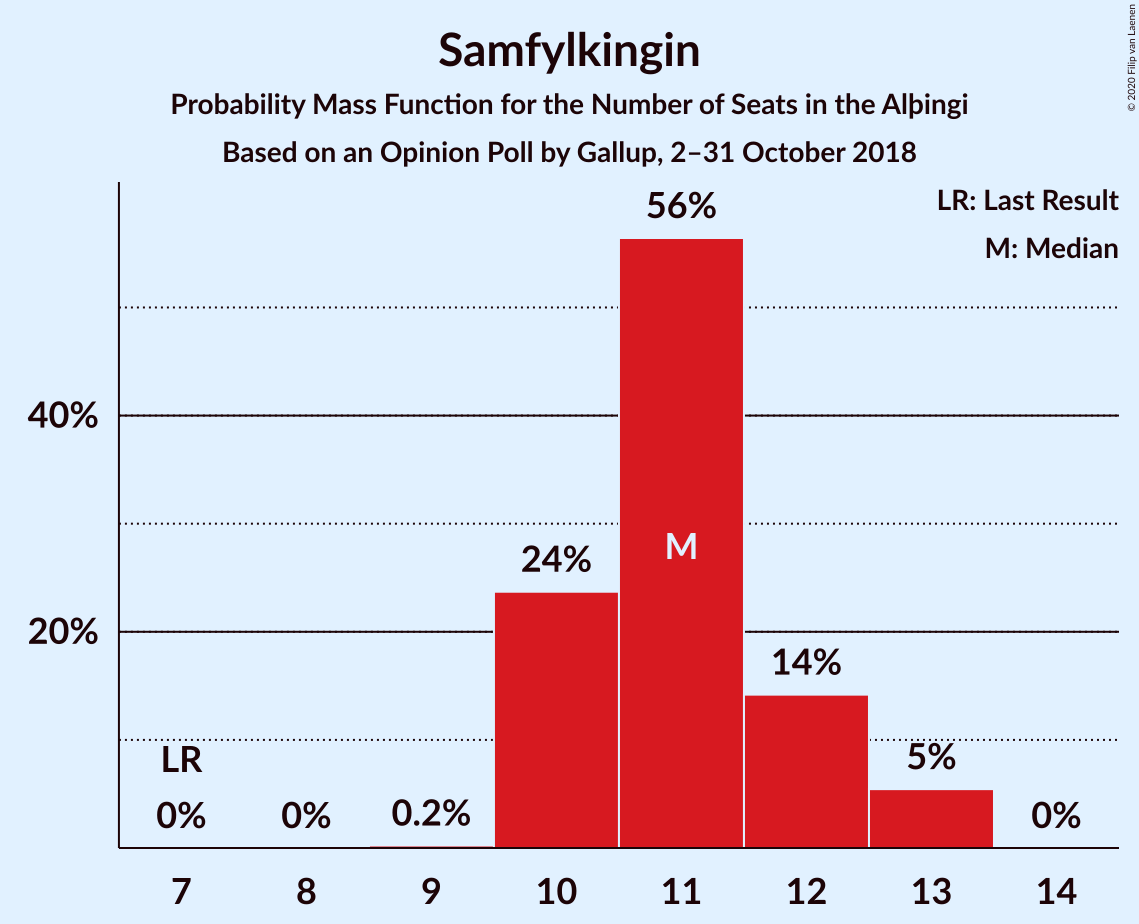 Samfylkingin
Probability Mass Function for the Number of Seats in the Alþingi
Based on an Opinion Poll by Gallup, 2–31 October 2018
© 2020 Filip van Laenen
LR: Last Result
M: Median
56%
40%
24%
M
20%
14%
LR
5%
0%
0%
0.2%
0%
7
8
9
10
11
12
13
14